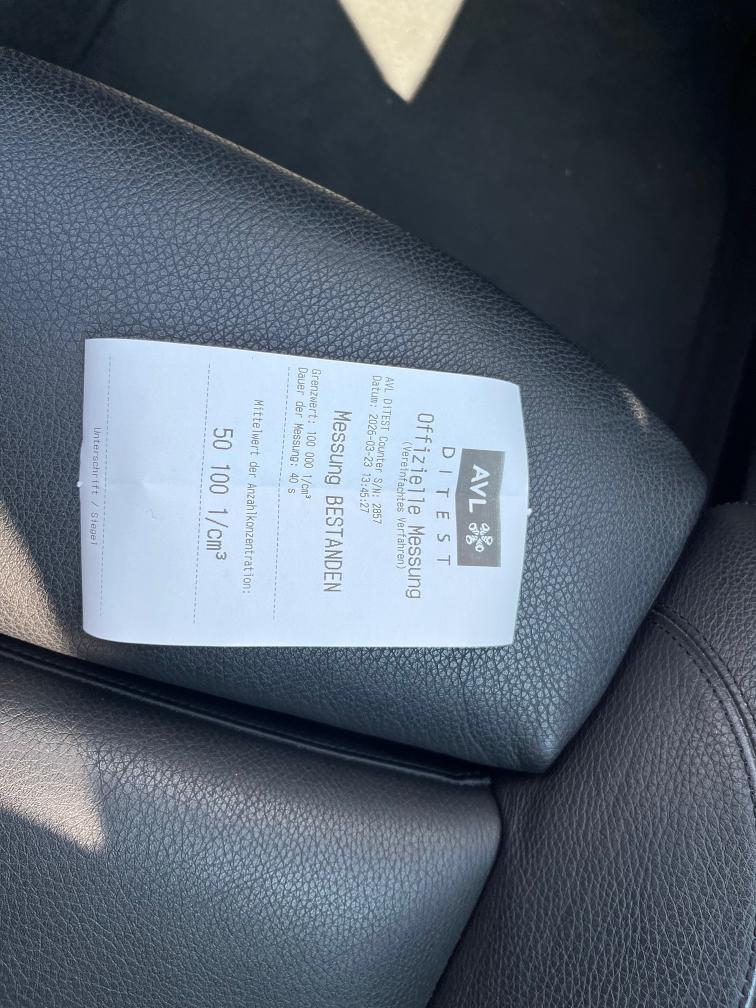 AVL
DITEST
Offizielle Messung
(Vereinfachtes Verfahren)
AVL DITEST Counter S/N: 2857
Datum: 2026-03-23 13:45:27
Messung BESTANDEN
Grenzwert: 100 000 1/cm³
Dauer der Messung: 40 s
Mittelwert der Anzahlkonzentration:
50 100 1/cm³
Unterschrift / Siegel